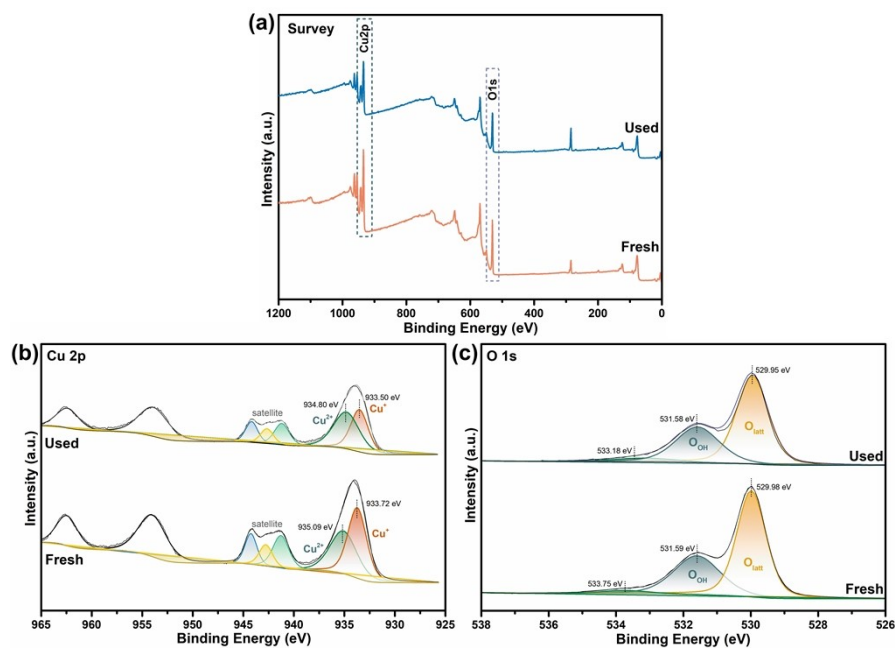 (a)
Survey
Cu2p
O1s
Used
Fresh
Intensity (a.u.)
1200 1000 800 600 400 200 0
Binding Energy (eV)
(b)
Cu 2p
satellite
934.80 eV
933.50 eV
Cu²⁺
Cu⁺
Used
satellite
935.09 eV
933.72 eV
Cu²⁺
Cu⁺
Fresh
Intensity (a.u.)
965 960 955 950 945 940 935 930 925
Binding Energy (eV)
(c)
O 1s
529.95 eV
531.58 eV
533.18 eV
O_OH
O_latt
Used
529.98 eV
531.59 eV
533.75 eV
O_OH
O_latt
Fresh
Intensity (a.u.)
538 536 534 532 530 528 526
Binding Energy (eV)